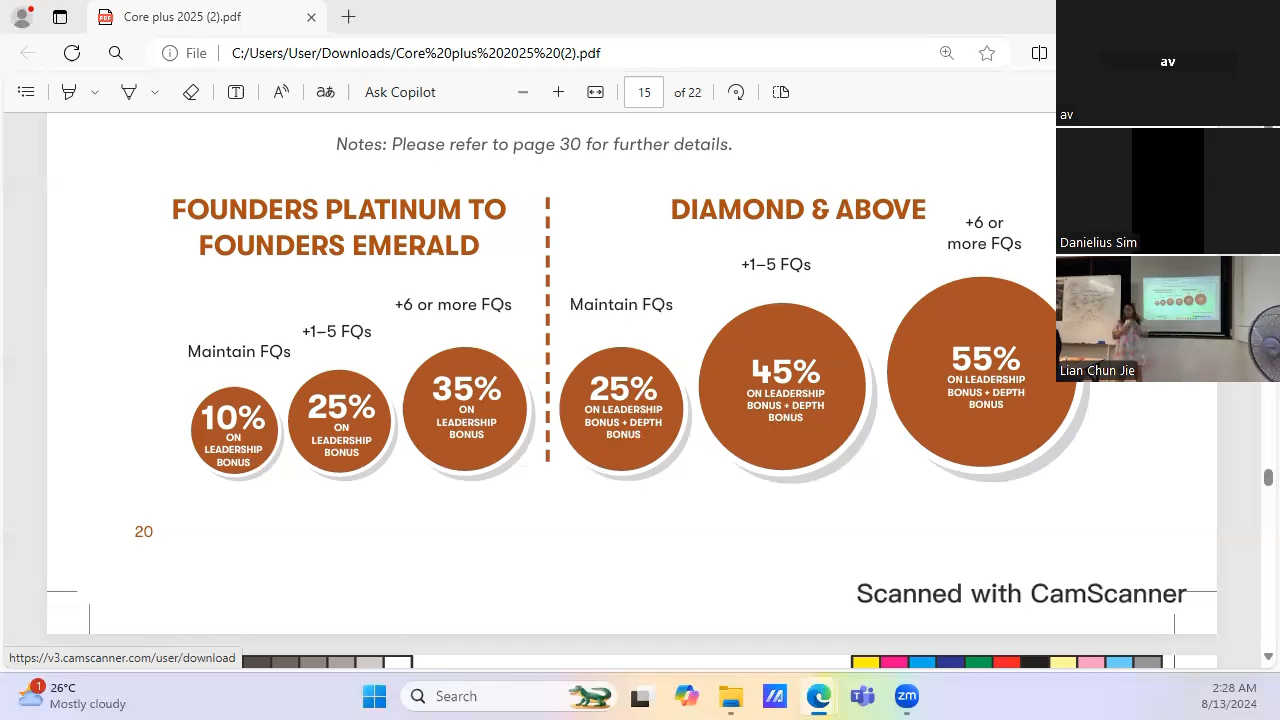 Core plus 2025 (2).pdf
File
C:/Users/User/Downloads/Core%20plus%202025%20(2).pdf
Ask Copilot
15
of 22
av
av
Danielius Sim
Lian Chun Jie
Notes: Please refer to page 30 for further details.
FOUNDERS PLATINUM TO
FOUNDERS EMERALD
Maintain FQs
+1–5 FQs
+6 or more FQs
10%
ON
LEADERSHIP
BONUS
25%
ON
LEADERSHIP
BONUS
35%
ON
LEADERSHIP
BONUS
DIAMOND & ABOVE
Maintain FQs
+1–5 FQs
+6 or
more FQs
25%
ON LEADERSHIP
BONUS + DEPTH
BONUS
45%
ON LEADERSHIP
BONUS + DEPTH
BONUS
55%
ON LEADERSHIP
BONUS + DEPTH
BONUS
20
Scanned with CamScanner
https://v3.camscanner.com/user/download
1
26°C
Mostly cloudy
Search
zm
2:28 AM
8/13/2024